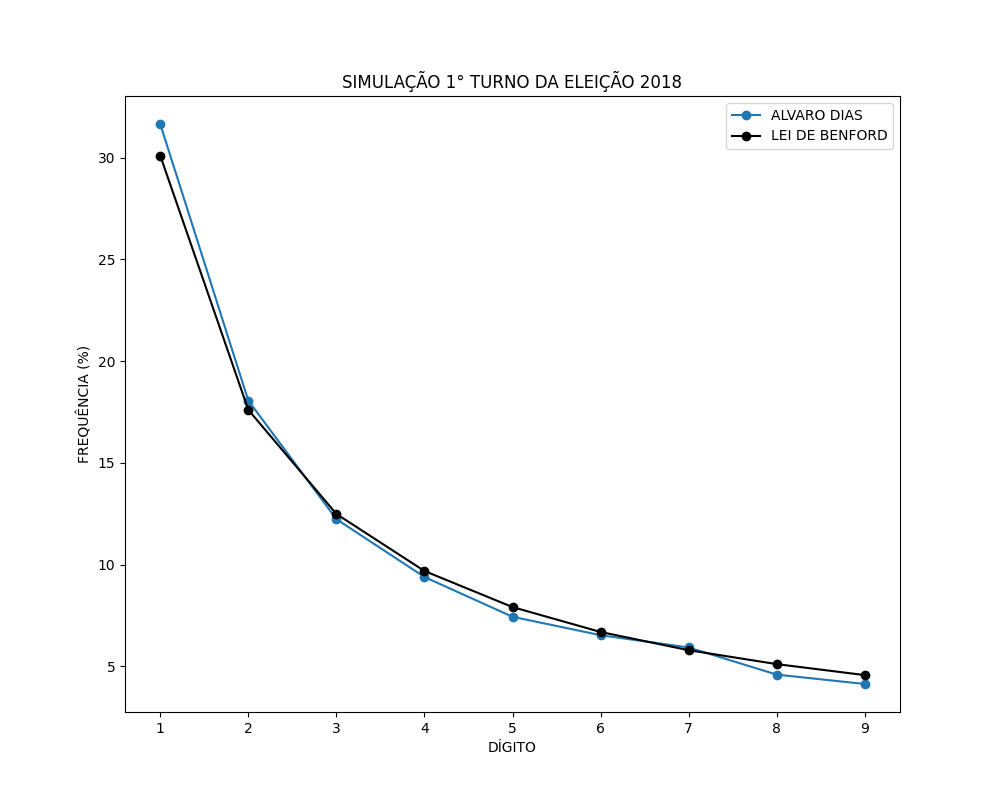 SIMULAÇÃO 1° TURNO DA ELEIÇÃO 2018
ALVARO DIAS
LEI DE BENFORD
FREQUÊNCIA (%)
30
25
20
15
10
5
1 2 3 4 5 6 7 8 9
DÍGITO